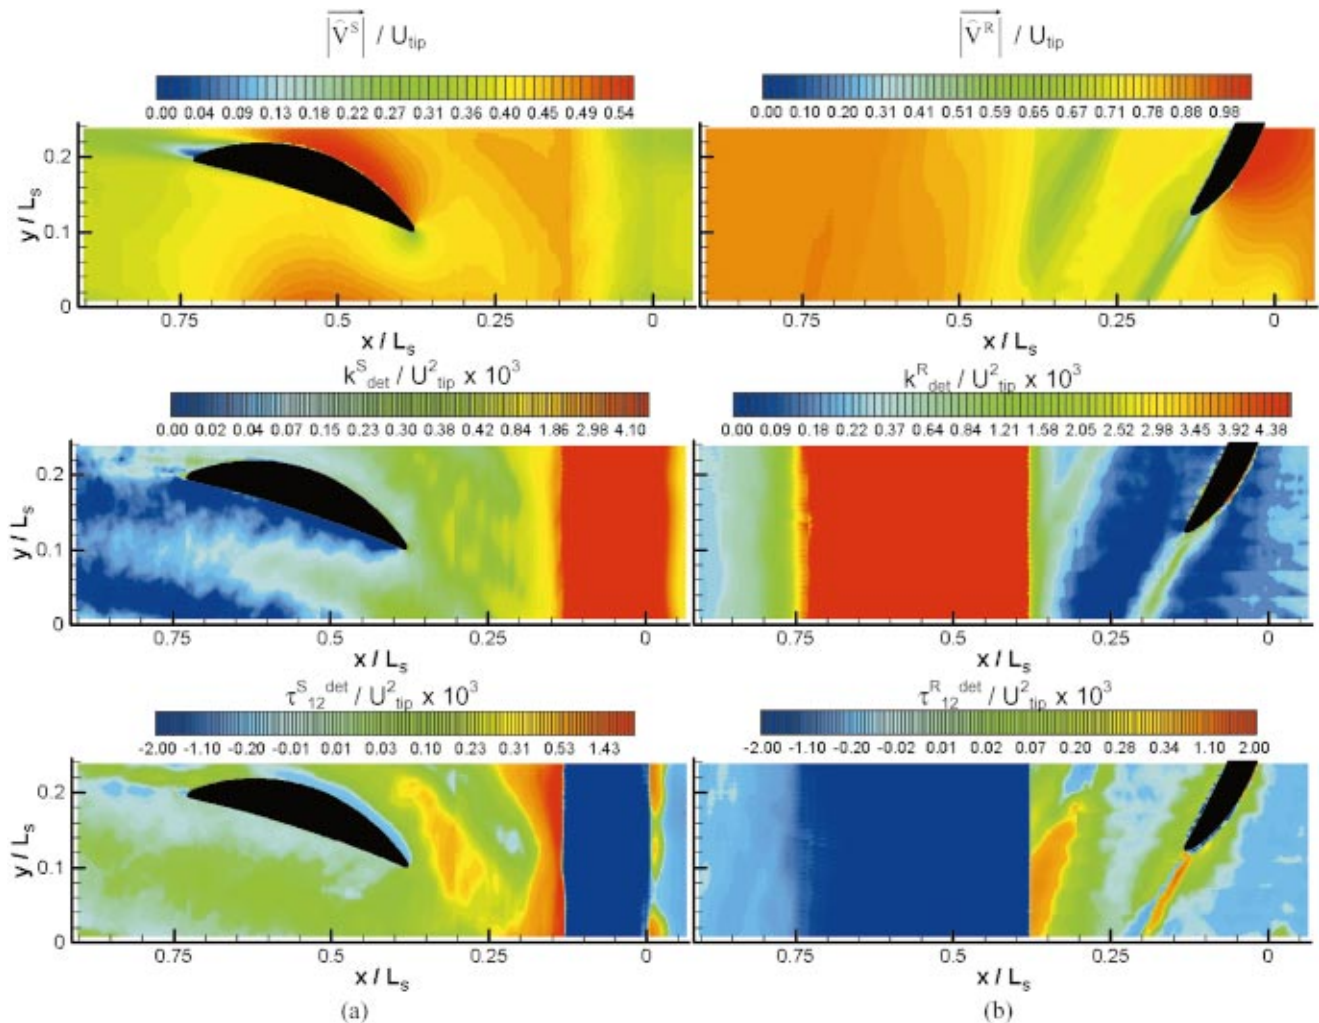 |V̂^S| / U_tip
|V̂^R| / U_tip
0.00 0.04 0.09 0.13 0.18 0.22 0.27 0.31 0.36 0.40 0.45 0.49 0.54
0.00 0.10 0.20 0.31 0.41 0.51 0.59 0.65 0.67 0.71 0.78 0.88 0.98
y / L_s
0.2
0.1
0
0.75 0.5 0.25 0
x / L_s
0.75 0.5 0.25 0
x / L_s
k^S_det / U^2_tip x 10^3
k^R_det / U^2_tip x 10^3
0.00 0.02 0.04 0.07 0.15 0.23 0.30 0.38 0.42 0.84 1.86 2.98 4.10
0.00 0.09 0.18 0.22 0.37 0.64 0.84 1.21 1.58 2.05 2.52 2.98 3.45 3.92 4.38
y / L_s
0.2
0.1
0
0.75 0.5 0.25 0
x / L_s
0.75 0.5 0.25 0
x / L_s
τ^S_12^det / U^2_tip x 10^3
τ^R_12^det / U^2_tip x 10^3
-2.00 -1.10 -0.20 -0.01 0.01 0.03 0.10 0.23 0.31 0.53 1.43
-2.00 -1.10 -0.20 -0.02 0.01 0.02 0.07 0.20 0.28 0.34 1.10 2.00
y / L_s
0.2
0.1
0
0.75 0.5 0.25 0
x / L_s
0.75 0.5 0.25 0
x / L_s
(a)
(b)